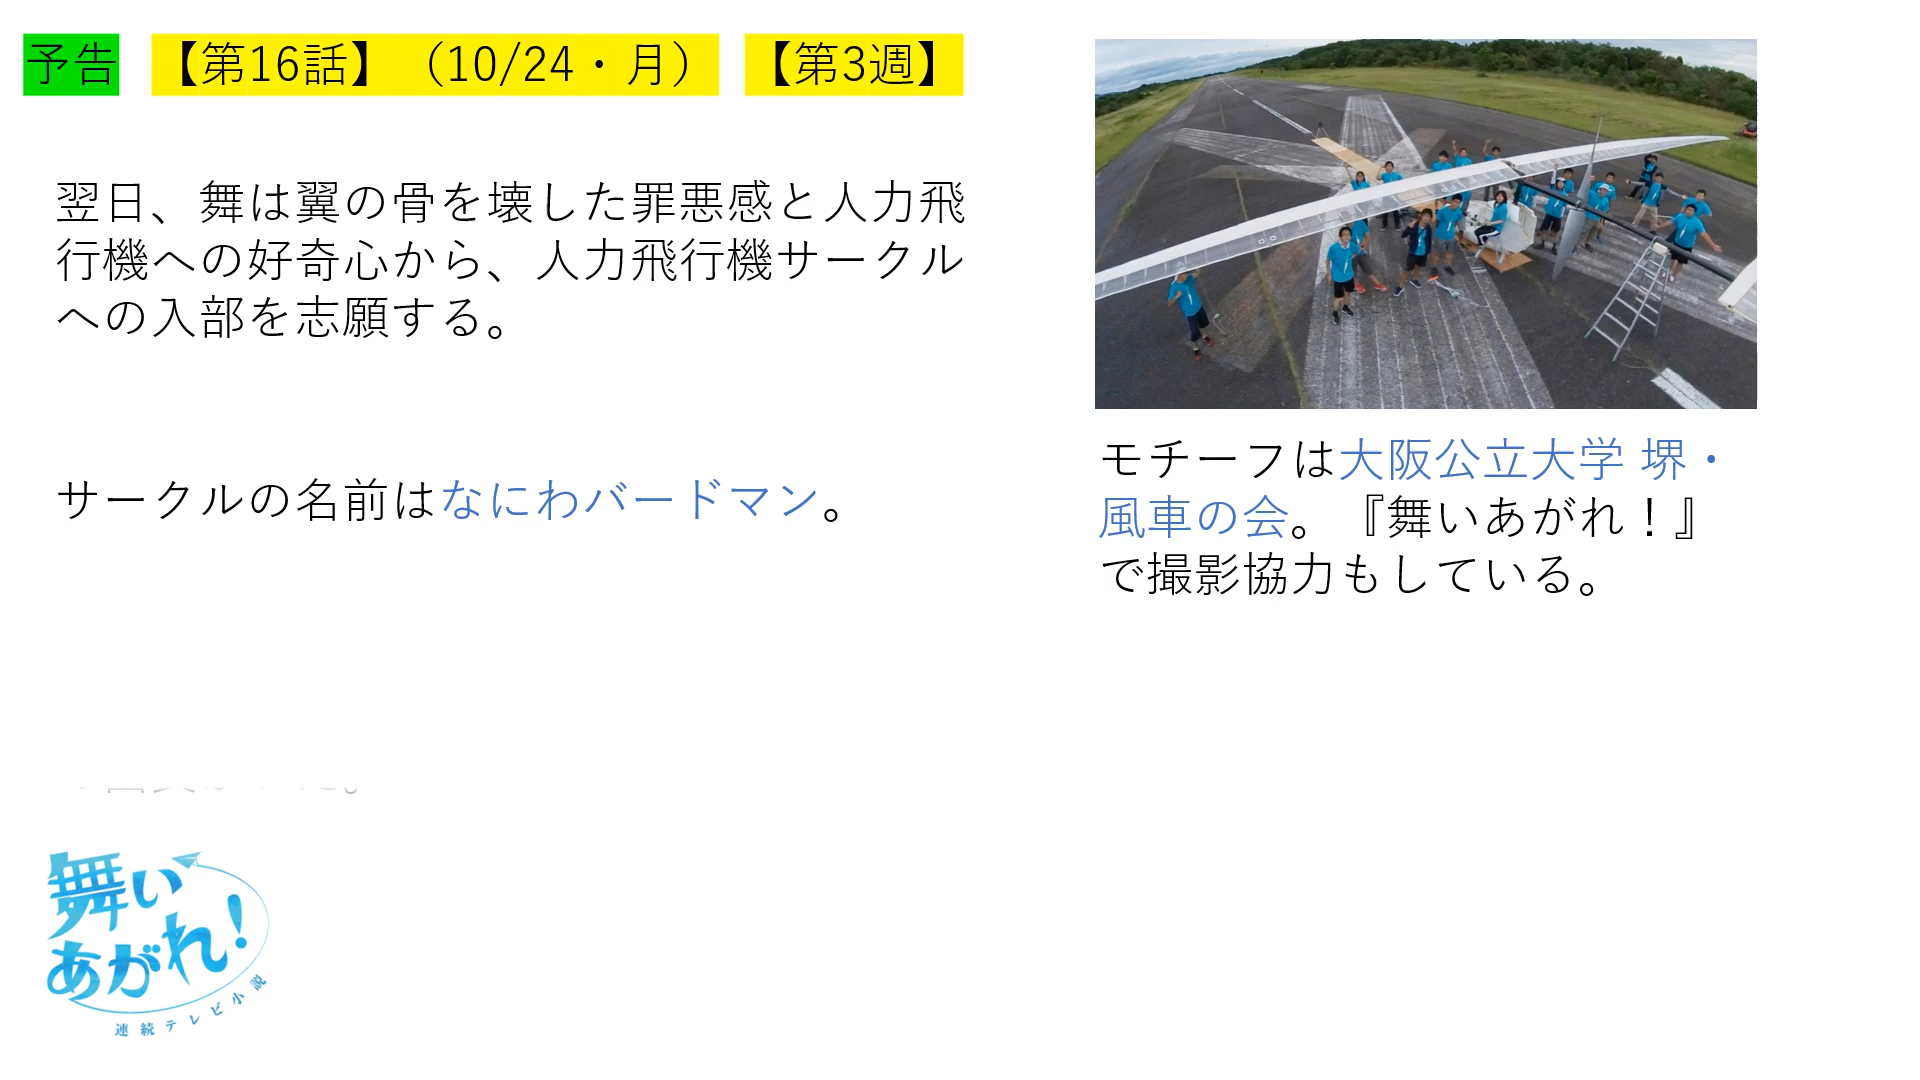 予告 【第16話】（10/24・月） 【第3週】
翌日、舞は翼の骨を壊した罪悪感と人力飛
行機への好奇心から、人力飛行機サークル
への入部を志願する。
サークルの名前はなにわバードマン。
モチーフは大阪公立大学 堺・
風車の会。『舞いあがれ！』
で撮影協力もしている。
舞い
あがれ！
連続テレビ小説